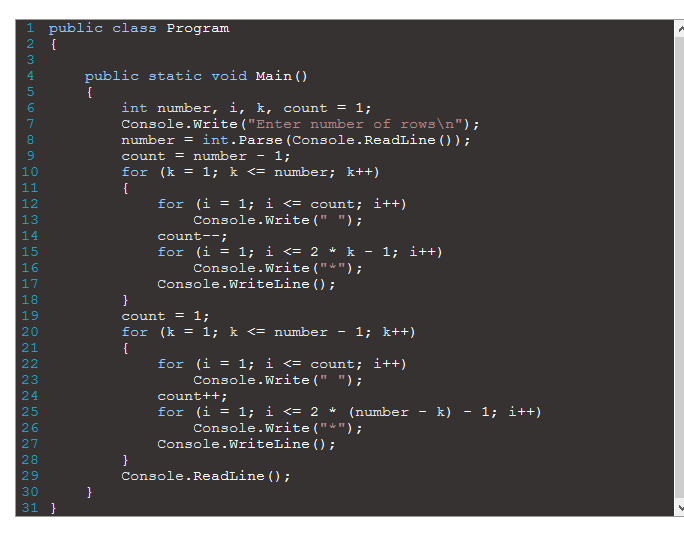 1 public class Program
2 {
3
4     public static void Main()
5     {
6         int number, i, k, count = 1;
7         Console.Write("Enter number of rows\n");
8         number = int.Parse(Console.ReadLine());
9         count = number - 1;
10         for (k = 1; k <= number; k++)
11         {
12             for (i = 1; i <= count; i++)
13                 Console.Write(" ");
14             count--;
15             for (i = 1; i <= 2 * k - 1; i++)
16                 Console.Write("*");
17             Console.WriteLine();
18         }
19         count = 1;
20         for (k = 1; k <= number - 1; k++)
21         {
22             for (i = 1; i <= count; i++)
23                 Console.Write(" ");
24             count++;
25             for (i = 1; i <= 2 * (number - k) - 1; i++)
26                 Console.Write("*");
27             Console.WriteLine();
28         }
29         Console.ReadLine();
30     }
31 }